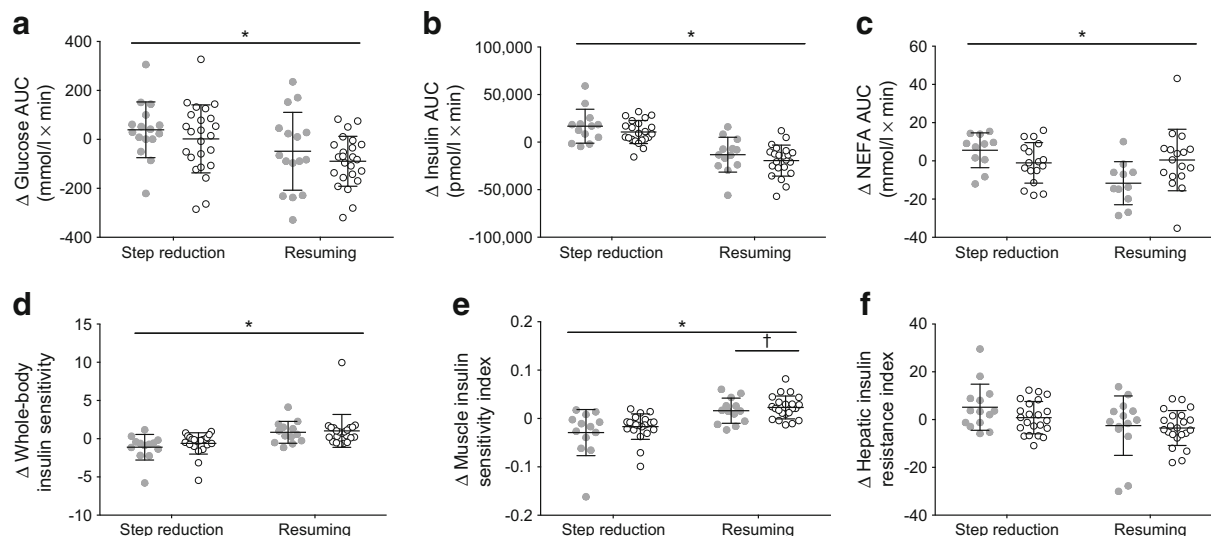 a
Δ Glucose AUC
(mmol/l × min)
400
200
0
-200
-400
*
Step reduction
Resuming
b
Δ Insulin AUC
(pmol/l × min)
100,000
50,000
0
-50,000
-100,000
*
Step reduction
Resuming
c
Δ NEFA AUC
(mmol/l × min)
60
40
20
0
-20
-40
*
Step reduction
Resuming
d
Δ Whole-body
insulin sensitivity
15
10
5
0
-5
-10
*
Step reduction
Resuming
e
Δ Muscle insulin
sensitivity index
0.2
0.1
0
-0.1
-0.2
*
†
Step reduction
Resuming
f
Δ Hepatic insulin
resistance index
40
20
0
-20
-40
Step reduction
Resuming